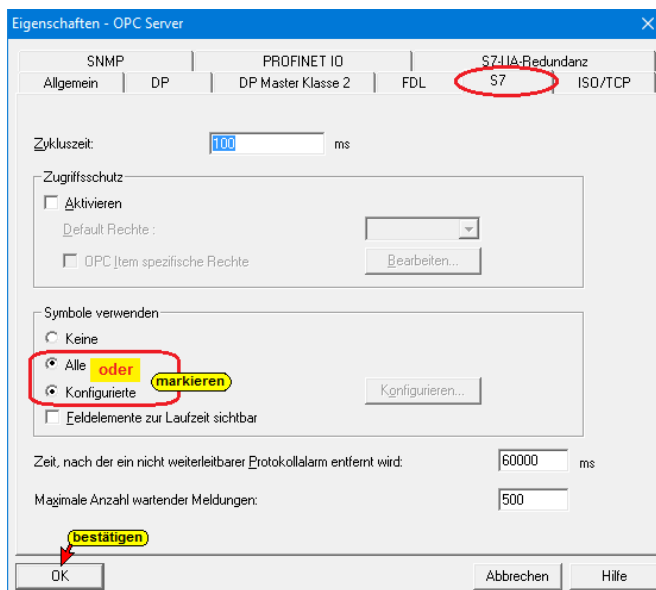 Eigenschaften - OPC Server
SNMP PROFINET IO S7-UA-Redundanz
Allgemein DP DP Master Klasse 2 FDL S7 ISO/TCP
Zykluszeit: 100 ms
Zugriffsschutz
Aktivieren
Default Rechte :
OPC Item spezifische Rechte Bearbeiten...
Symbole verwenden
Keine
Alle oder
markieren
Konfigurierte Konfigurieren...
Feldelemente zur Laufzeit sichtbar
Zeit, nach der ein nicht weiterleitbarer Protokollalarm entfernt wird: 60000 ms
Maximale Anzahl wartender Meldungen: 500
bestätigen
OK Abbrechen Hilfe